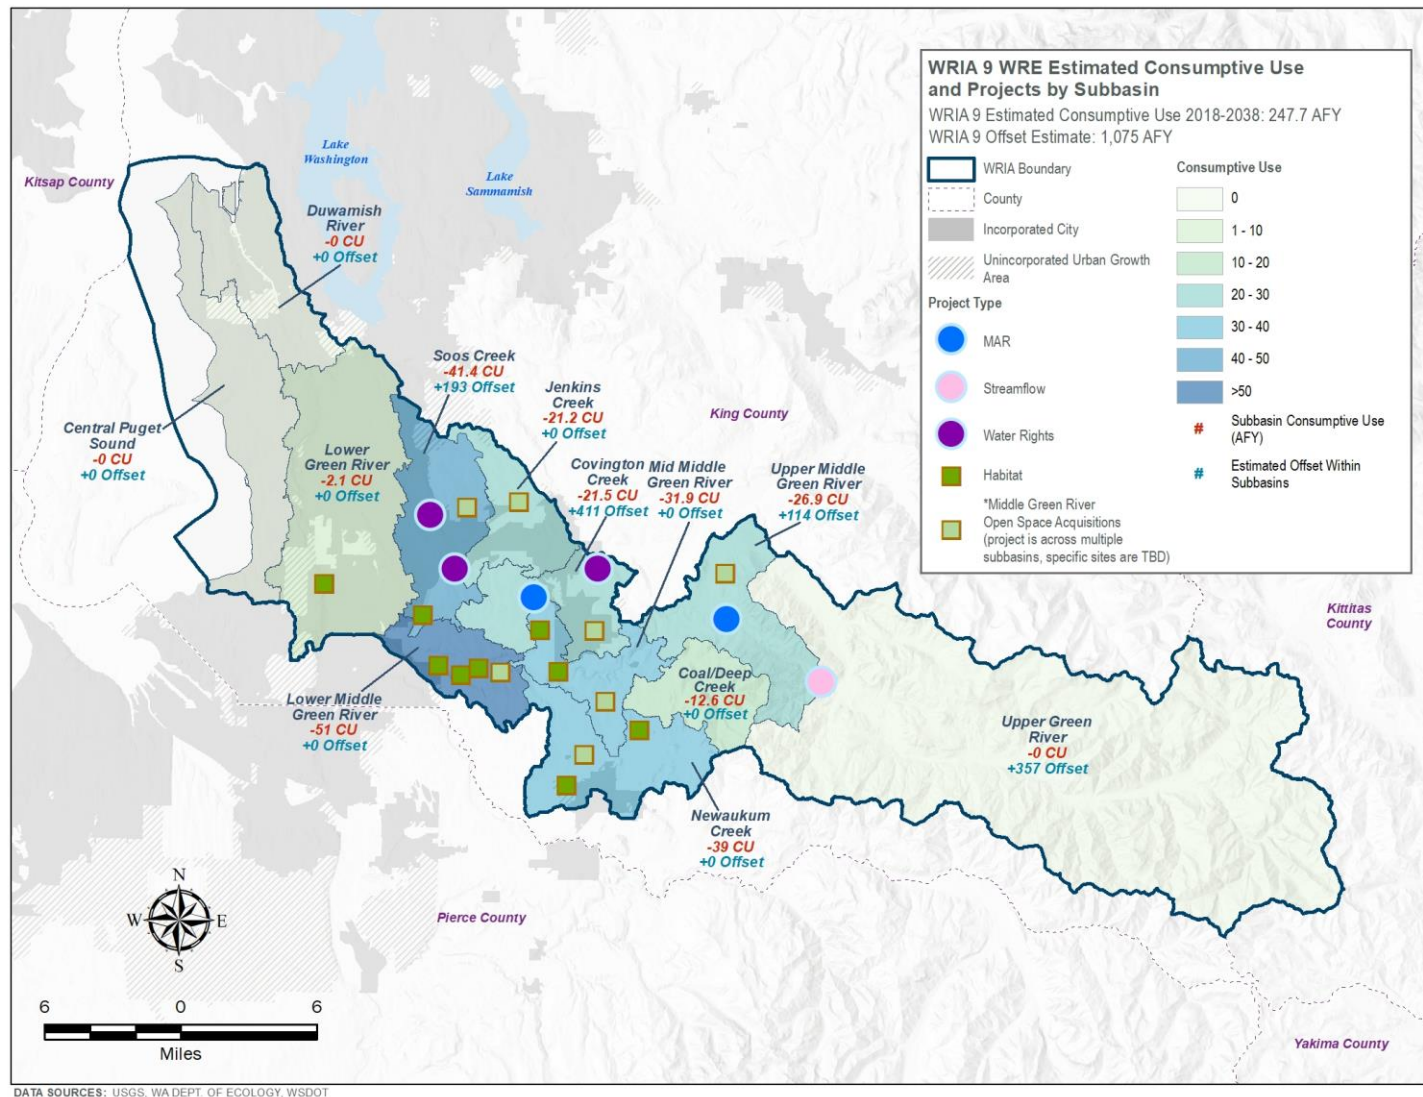 WRIA 9 WRE Estimated Consumptive Use
and Projects by Subbasin
WRIA 9 Estimated Consumptive Use 2018-2038: 247.7 AFY
WRIA 9 Offset Estimate: 1,075 AFY
WRIA Boundary
County
Incorporated City
Unincorporated Urban Growth
Area
Project Type
MAR
Streamflow
Water Rights
Habitat
*Middle Green River
Open Space Acquisitions
(project is across multiple
subbasins, specific sites are TBD)
Consumptive Use
0
1 - 10
10 - 20
20 - 30
30 - 40
40 - 50
>50
# Subbasin Consumptive Use
(AFY)
# Estimated Offset Within
Subbasins
Lake
Washington
Lake
Sammamish
Kitsap County
Duwamish
River
-0 CU
+0 Offset
Soos Creek
-41.4 CU
+193 Offset
Jenkins
Creek
-21.2 CU
+0 Offset
King County
Central Puget
Sound
-0 CU
+0 Offset
Lower
Green River
-2.1 CU
+0 Offset
Covington
Creek
-21.5 CU
+411 Offset
Mid Middle
Green River
-31.9 CU
+0 Offset
Upper Middle
Green River
-26.9 CU
+114 Offset
Kittitas
County
Lower Middle
Green River
-51 CU
+0 Offset
Coal/Deep
Creek
-12.6 CU
+0 Offset
Upper Green
River
-0 CU
+357 Offset
Newaukum
Creek
-39 CU
+0 Offset
Pierce County
Yakima County
N
W E
S
6 0 6
Miles
DATA SOURCES: USGS, WA DEPT. OF ECOLOGY, WSDOT